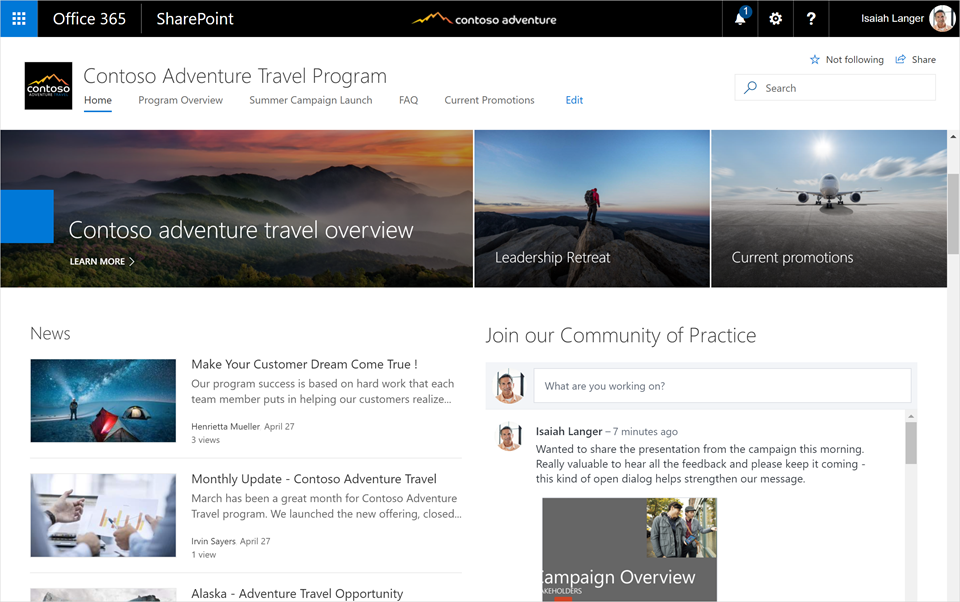 Office 365
SharePoint
contoso adventure
1
?
Isaiah Langer
Not following
Share
contoso
ADVENTURE TRAVEL
Contoso Adventure Travel Program
Home
Program Overview
Summer Campaign Launch
FAQ
Current Promotions
Edit
Search
Contoso adventure travel overview
LEARN MORE
Leadership Retreat
Current promotions
News
Make Your Customer Dream Come True !
Our program success is based on hard work that each
team member puts in helping our customers realize...
Henrietta Mueller April 27
3 views
Monthly Update - Contoso Adventure Travel
March has been a great month for Contoso Adventure
Travel program. We launched the new offering, closed...
Irvin Sayers April 27
1 view
Alaska - Adventure Travel Opportunity
Join our Community of Practice
What are you working on?
Isaiah Langer – 7 minutes ago
Wanted to share the presentation from the campaign this morning.
Really valuable to hear all the feedback and please keep it coming -
this kind of open dialog helps strengthen our message.
ampaign Overview
AKEHOLDERS